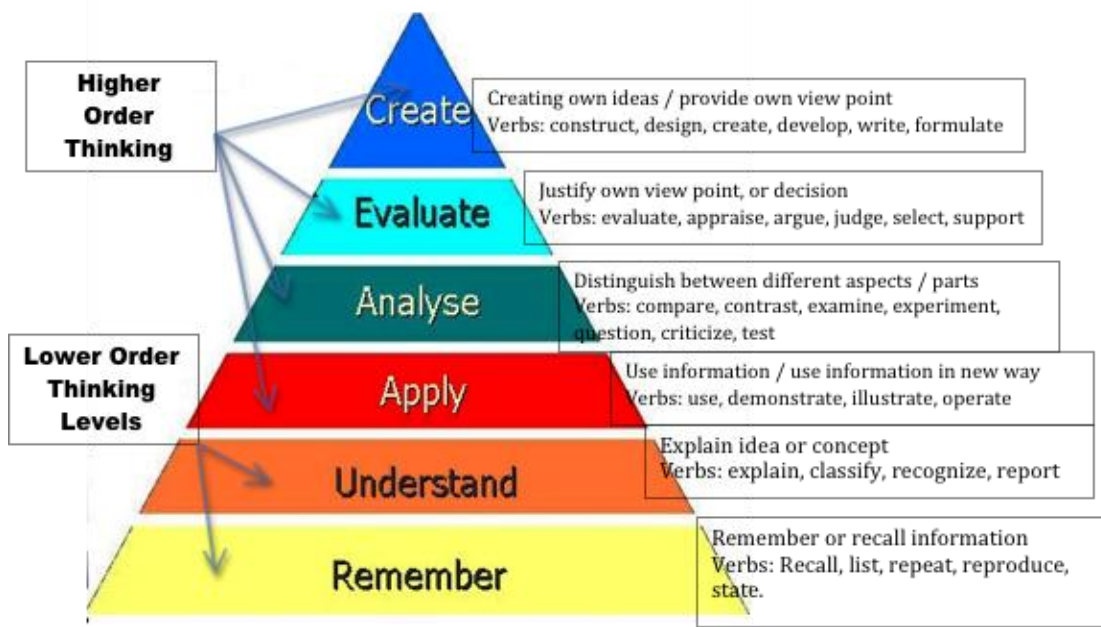 Higher
Order
Thinking
Create
Creating own ideas / provide own view point
Verbs: construct, design, create, develop, write, formulate
Evaluate
Justify own view point, or decision
Verbs: evaluate, appraise, argue, judge, select, support
Analyse
Distinguish between different aspects / parts
Verbs: compare, contrast, examine, experiment,
question, criticize, test
Lower Order
Thinking
Levels
Apply
Use information / use information in new way
Verbs: use, demonstrate, illustrate, operate
Understand
Explain idea or concept
Verbs: explain, classify, recognize, report
Remember
Remember or recall information
Verbs: Recall, list, repeat, reproduce,
state.